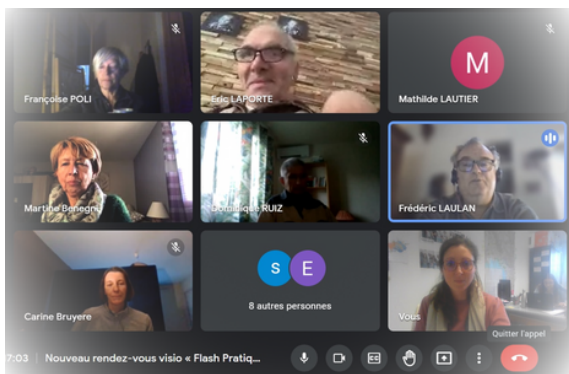 Françoise POLI
Eric LAPORTE
M
Mathilde LAUTIER
Martine Benegni
Dominique RUIZ
Frédéric LAULAN
Carine Bruyere
S E
8 autres personnes
Vous
Quitter l'appel
7:03 | Nouveau rendez-vous visio « Flash Pratiq...